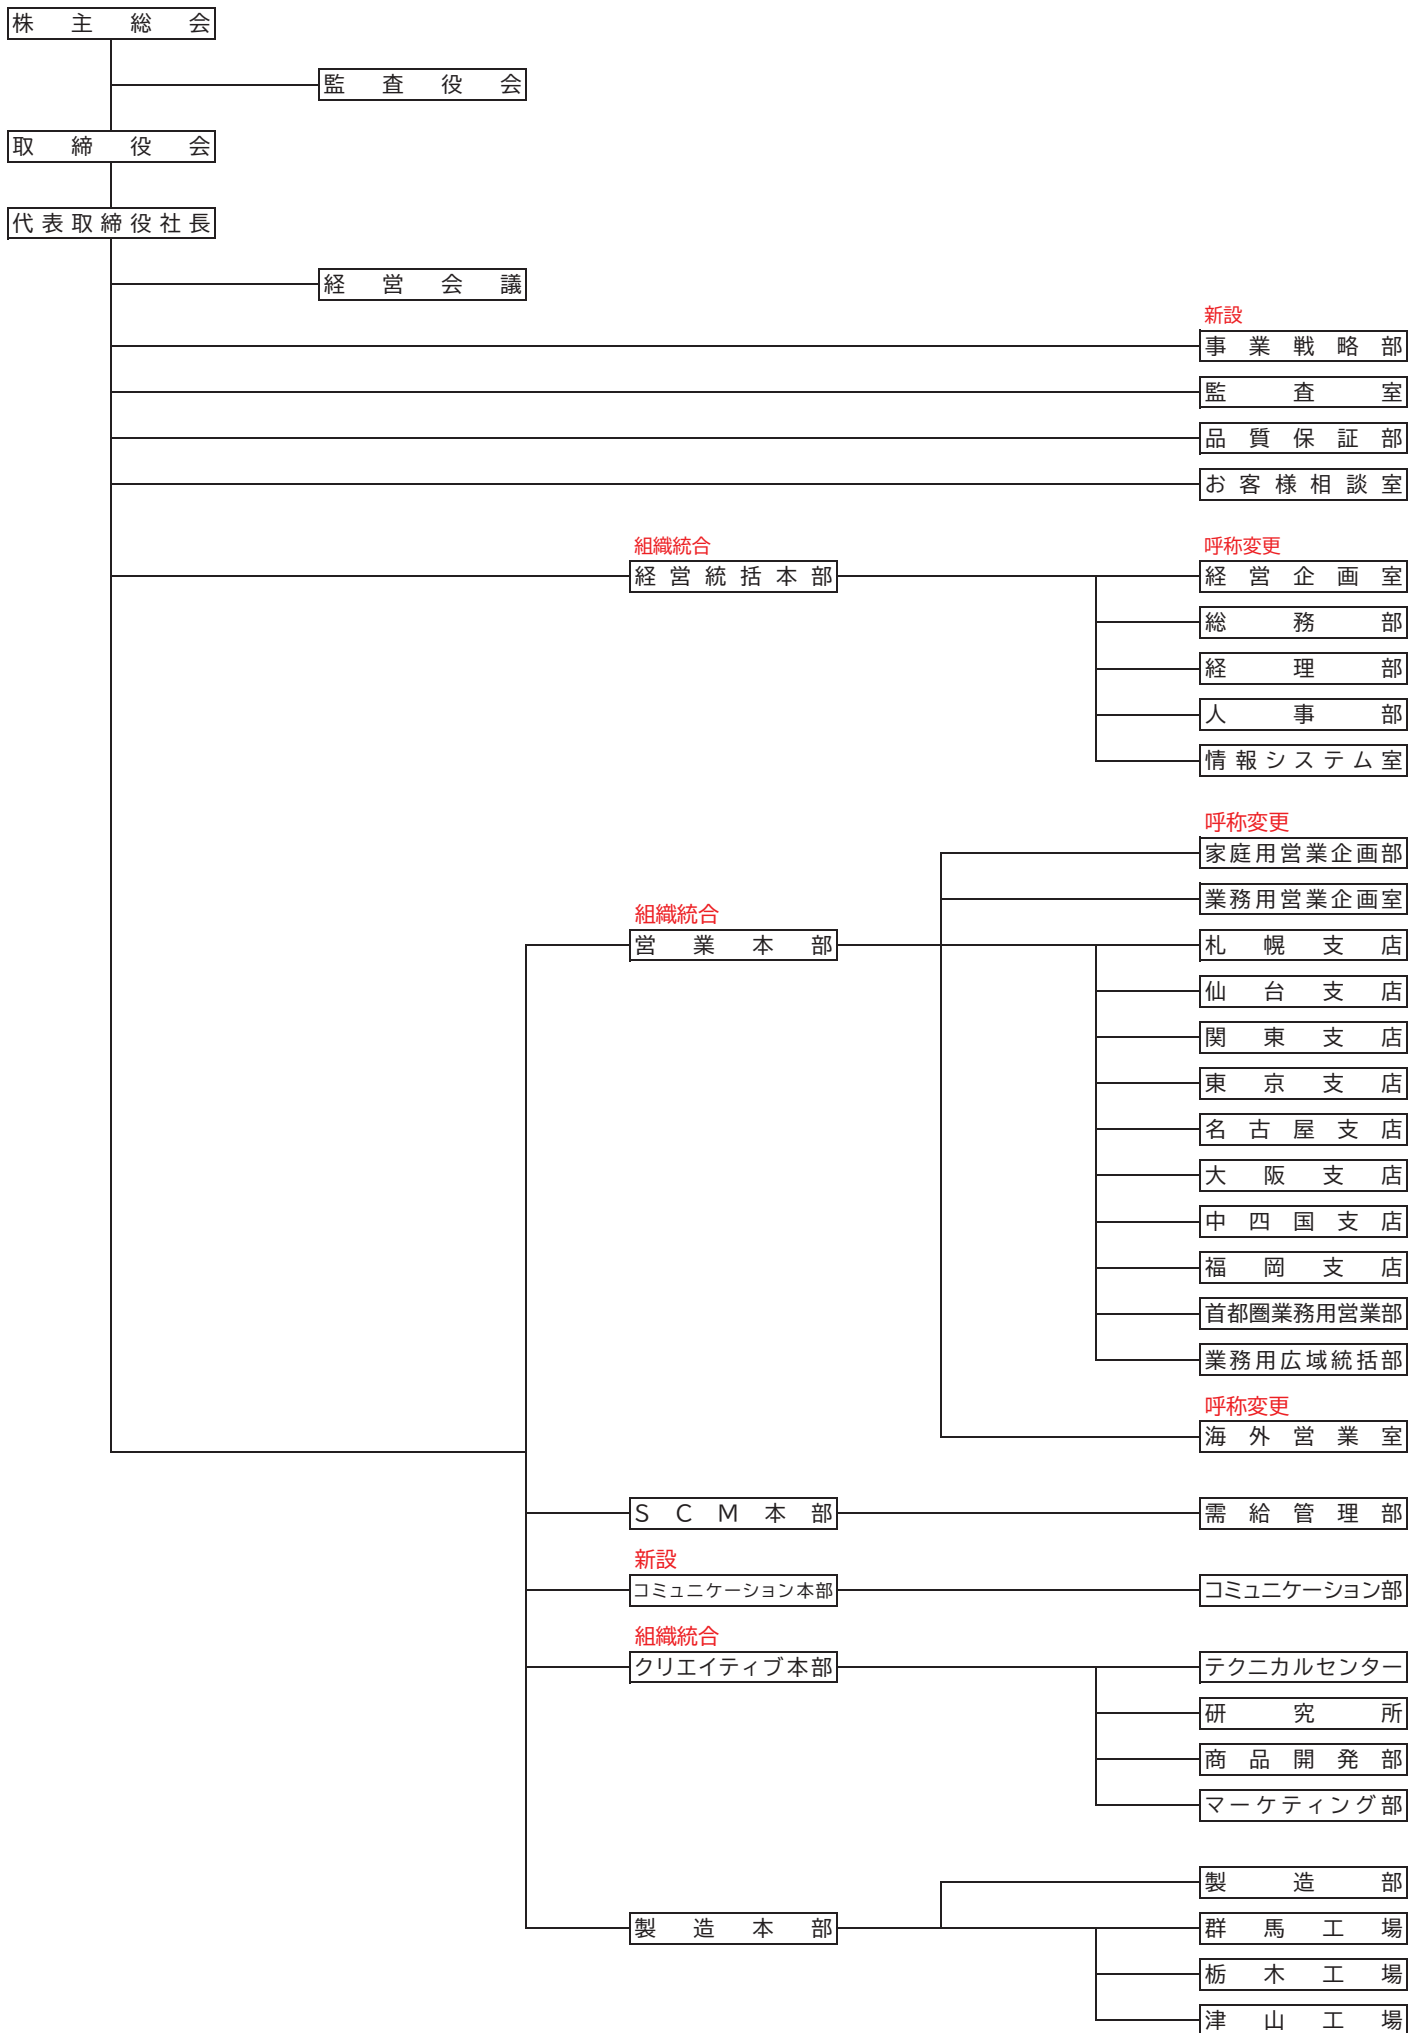 株主総会
監査役会
取締役会
代表取締役社長
経営会議
新設
事業戦略部
監査室
品質保証部
お客様相談室
組織統合
経営統括本部
呼称変更
経営企画室
総務部
経理部
人事部
情報システム室
呼称変更
家庭用営業企画部
業務用営業企画室
組織統合
営業本部
札幌支店
仙台支店
関東支店
東京支店
名古屋支店
大阪支店
中四国支店
福岡支店
首都圏業務用営業部
業務用広域統括部
呼称変更
海外営業室
SCM本部
需給管理部
新設
コミュニケーション本部
コミュニケーション部
組織統合
クリエイティブ本部
テクニカルセンター
研究所
商品開発部
マーケティング部
製造部
製造本部
群馬工場
栃木工場
津山工場